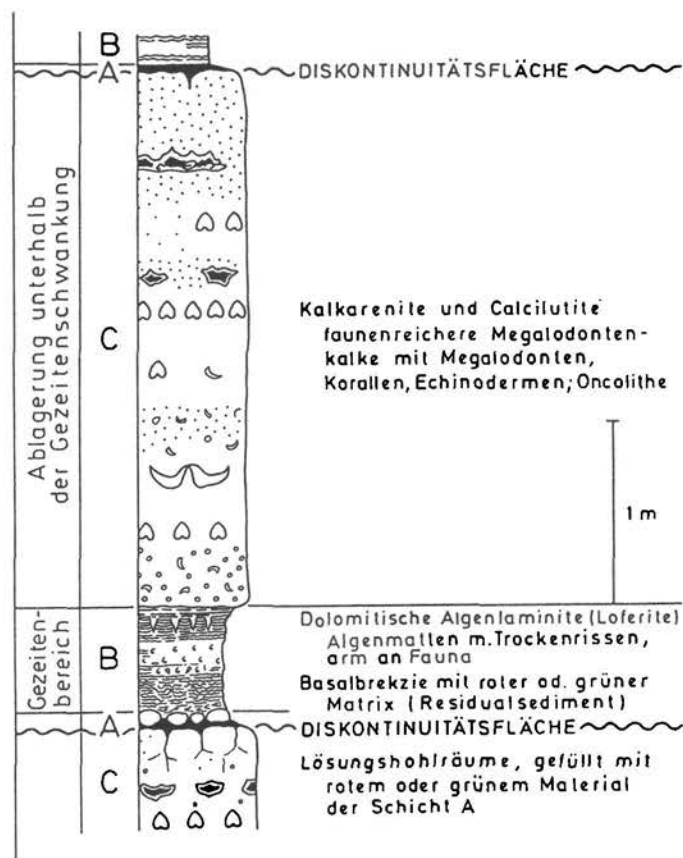 B
A DISKONTINUITÄTSFLÄCHE
Ablagerung unterhalb
der Gezeitenschwankung
C
Kalkarenite und Calcilutite
faunenreichere Megalodonten-
kalke mit Megalodonten,
Korallen, Echinodermen; Oncolithe
1 m
Gezeiten-
bereich
B
Dolomitische Algenlaminite (Loferite)
Algenmatten m. Trockenrissen,
arm an Fauna
Basalbrekzie mit roter od. grüner
Matrix (Residualsediment)
A DISKONTINUITÄTSFLÄCHE
C
Lösungshohlräume, gefüllt mit
rotem oder grünem Material
der Schicht A